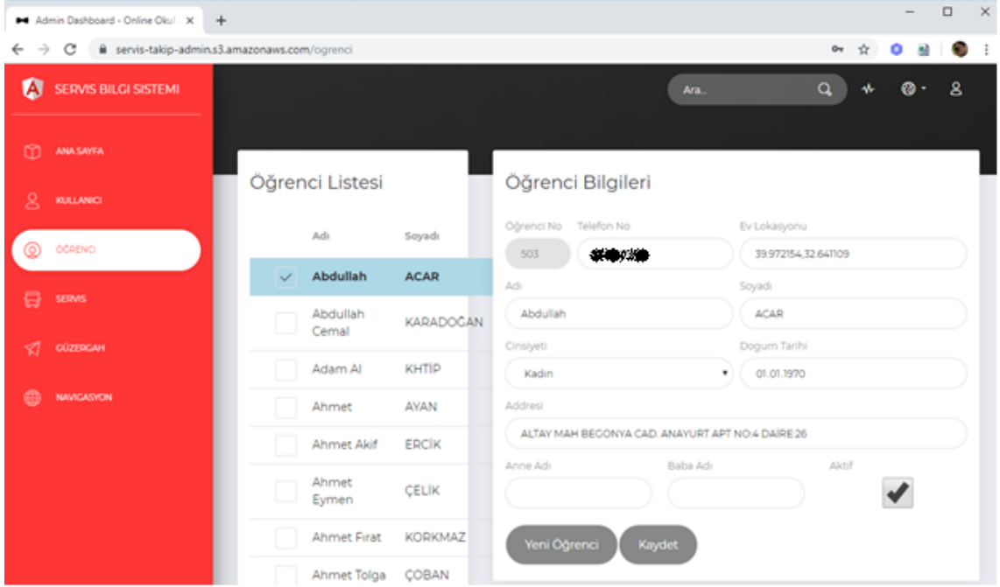 Admin Dashboard - Online Okul
servis-takip-admin.s3.amazonaws.com/ogrenci
SERVIS BILGI SISTEMI
Ara...
ANA SAYFA
KULLANICI
ÖĞRENCİ
SERVIS
GÜZERGAH
NAVIGASYON
Öğrenci Listesi
Adı Soyadı
Abdullah ACAR
Abdullah Cemal KARADOĞAN
Adam Al KHTİP
Ahmet AYAN
Ahmet Akif ERCİK
Ahmet Eymen ÇELİK
Ahmet Fırat KORKMAZ
Ahmet Tolga ÇOBAN
Öğrenci Bilgileri
Öğrenci No Telefon No Ev Lokasyonu
503 39.972154,32.641109
Adı Soyadı
Abdullah ACAR
Cinsiyeti Dogum Tarihi
Kadın 01.01.1970
Addresi
ALTAY MAH BEGONYA CAD. ANAYURT APT NO:4 DAİRE:26
Anne Adı Baba Adı Aktif
Yeni Öğrenci Kaydet